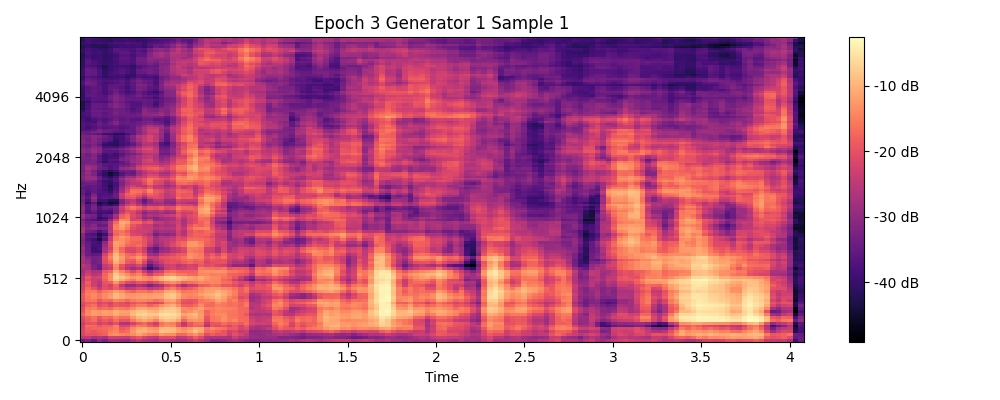 Epoch 3 Generator 1 Sample 1
Hz
4096
2048
1024
512
0
0 0.5 1 1.5 2 2.5 3 3.5 4
Time
-10 dB
-20 dB
-30 dB
-40 dB